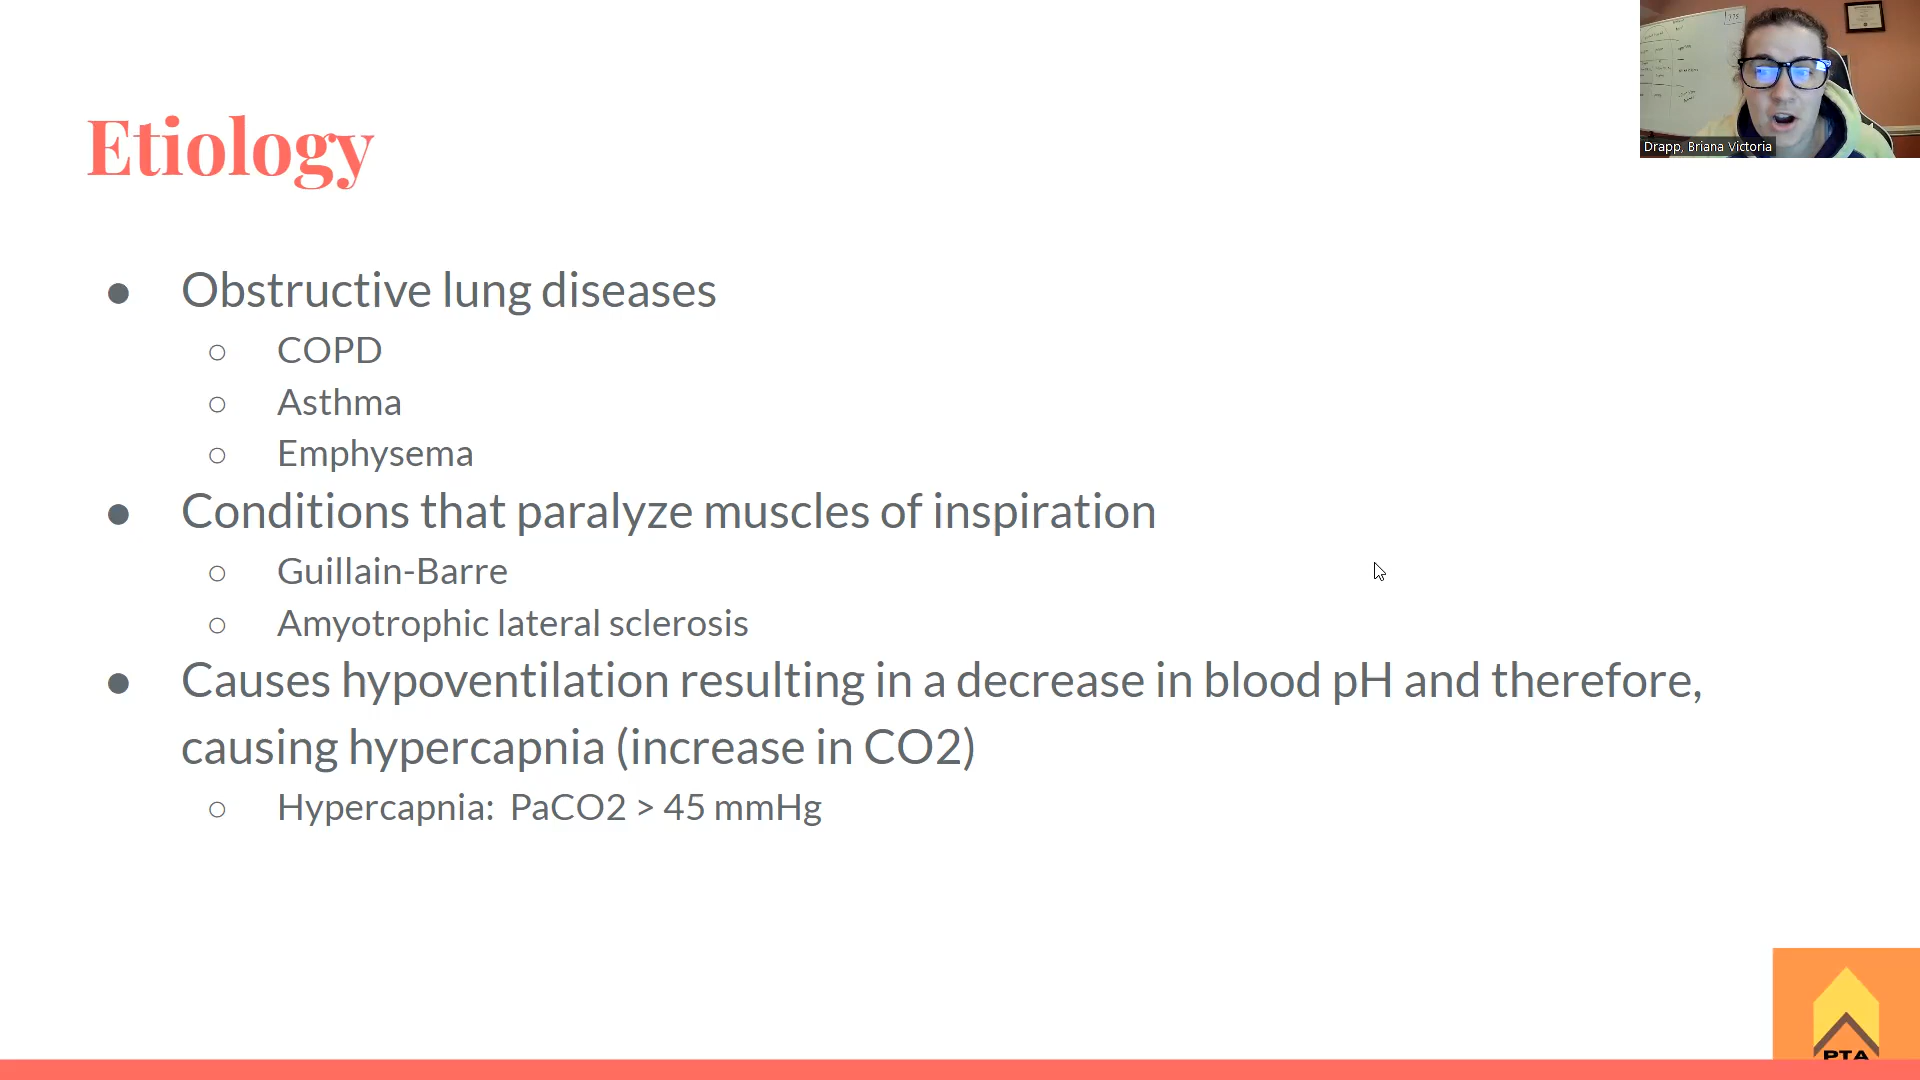 Etiology
● Obstructive lung diseases
○ COPD
○ Asthma
○ Emphysema
● Conditions that paralyze muscles of inspiration
○ Guillain-Barre
○ Amyotrophic lateral sclerosis
● Causes hypoventilation resulting in a decrease in blood pH and therefore,
causing hypercapnia (increase in CO2)
○ Hypercapnia: PaCO2 > 45 mmHg
Drapp, Briana Victoria
PTA